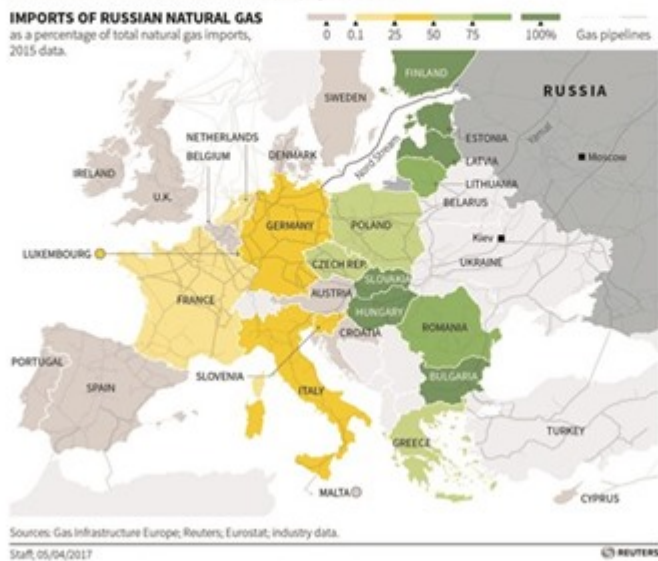 IMPORTS OF RUSSIAN NATURAL GAS
as a percentage of total natural gas imports,
2015 data.
0 0.1 25 50 75 100% Gas pipelines
FINLAND
SWEDEN
RUSSIA
NETHERLANDS
BELGIUM
DENMARK
Nord Stream
ESTONIA
Yamal
Moscow
LATVIA
IRELAND
U.K.
LITHUANIA
BELARUS
GERMANY
POLAND
Kiev
LUXEMBOURG
CZECH REP.
UKRAINE
SLOVAKIA
AUSTRIA
FRANCE
HUNGARY
CROATIA
ROMANIA
PORTUGAL
SPAIN
SLOVENIA
ITALY
BULGARIA
TURKEY
GREECE
MALTA
CYPRUS
Sources: Gas Infrastructure Europe; Reuters; Eurostat; industry data.
Staff, 05/04/2017
REUTERS